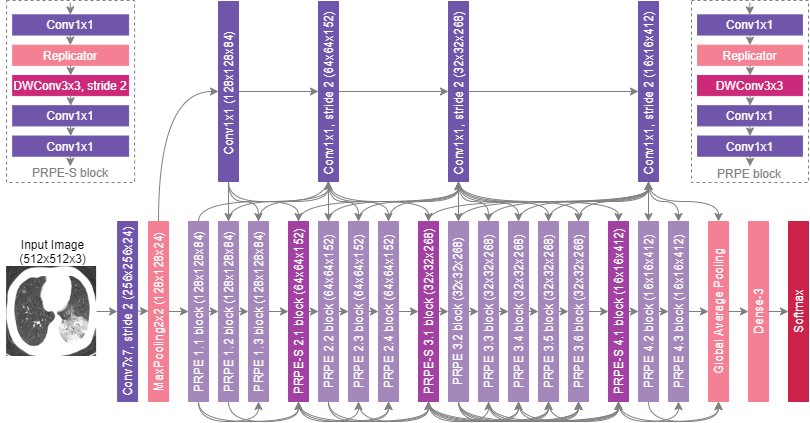 Conv1x1
Replicator
DWConv3x3, stride 2
Conv1x1
Conv1x1
PRPE-S block
Conv1x1 (128x128x84)
Conv1x1, stride 2 (64x64x152)
Conv1x1, stride 2 (32x32x268)
Conv1x1, stride 2 (16x16x412)
Conv1x1
Replicator
DWConv3x3
Conv1x1
Conv1x1
PRPE block
Input Image
(512x512x3)
Conv7x7, stride 2 (256x256x24)
MaxPooling2x2 (128x128x24)
PRPE 1.1 block (128x128x84)
PRPE 1.2 block (128x128x84)
PRPE 1.3 block (128x128x84)
PRPE-S 2.1 block (64x64x152)
PRPE 2.2 block (64x64x152)
PRPE 2.3 block (64x64x152)
PRPE 2.4 block (64x64x152)
PRPE-S 3.1 block (32x32x268)
PRPE 3.2 block (32x32x268)
PRPE 3.3 block (32x32x268)
PRPE 3.4 block (32x32x268)
PRPE 3.5 block (32x32x268)
PRPE 3.6 block (32x32x268)
PRPE-S 4.1 block (16x16x412)
PRPE 4.2 block (16x16x412)
PRPE 4.3 block (16x16x412)
Global Average Pooling
Dense-3
Softmax